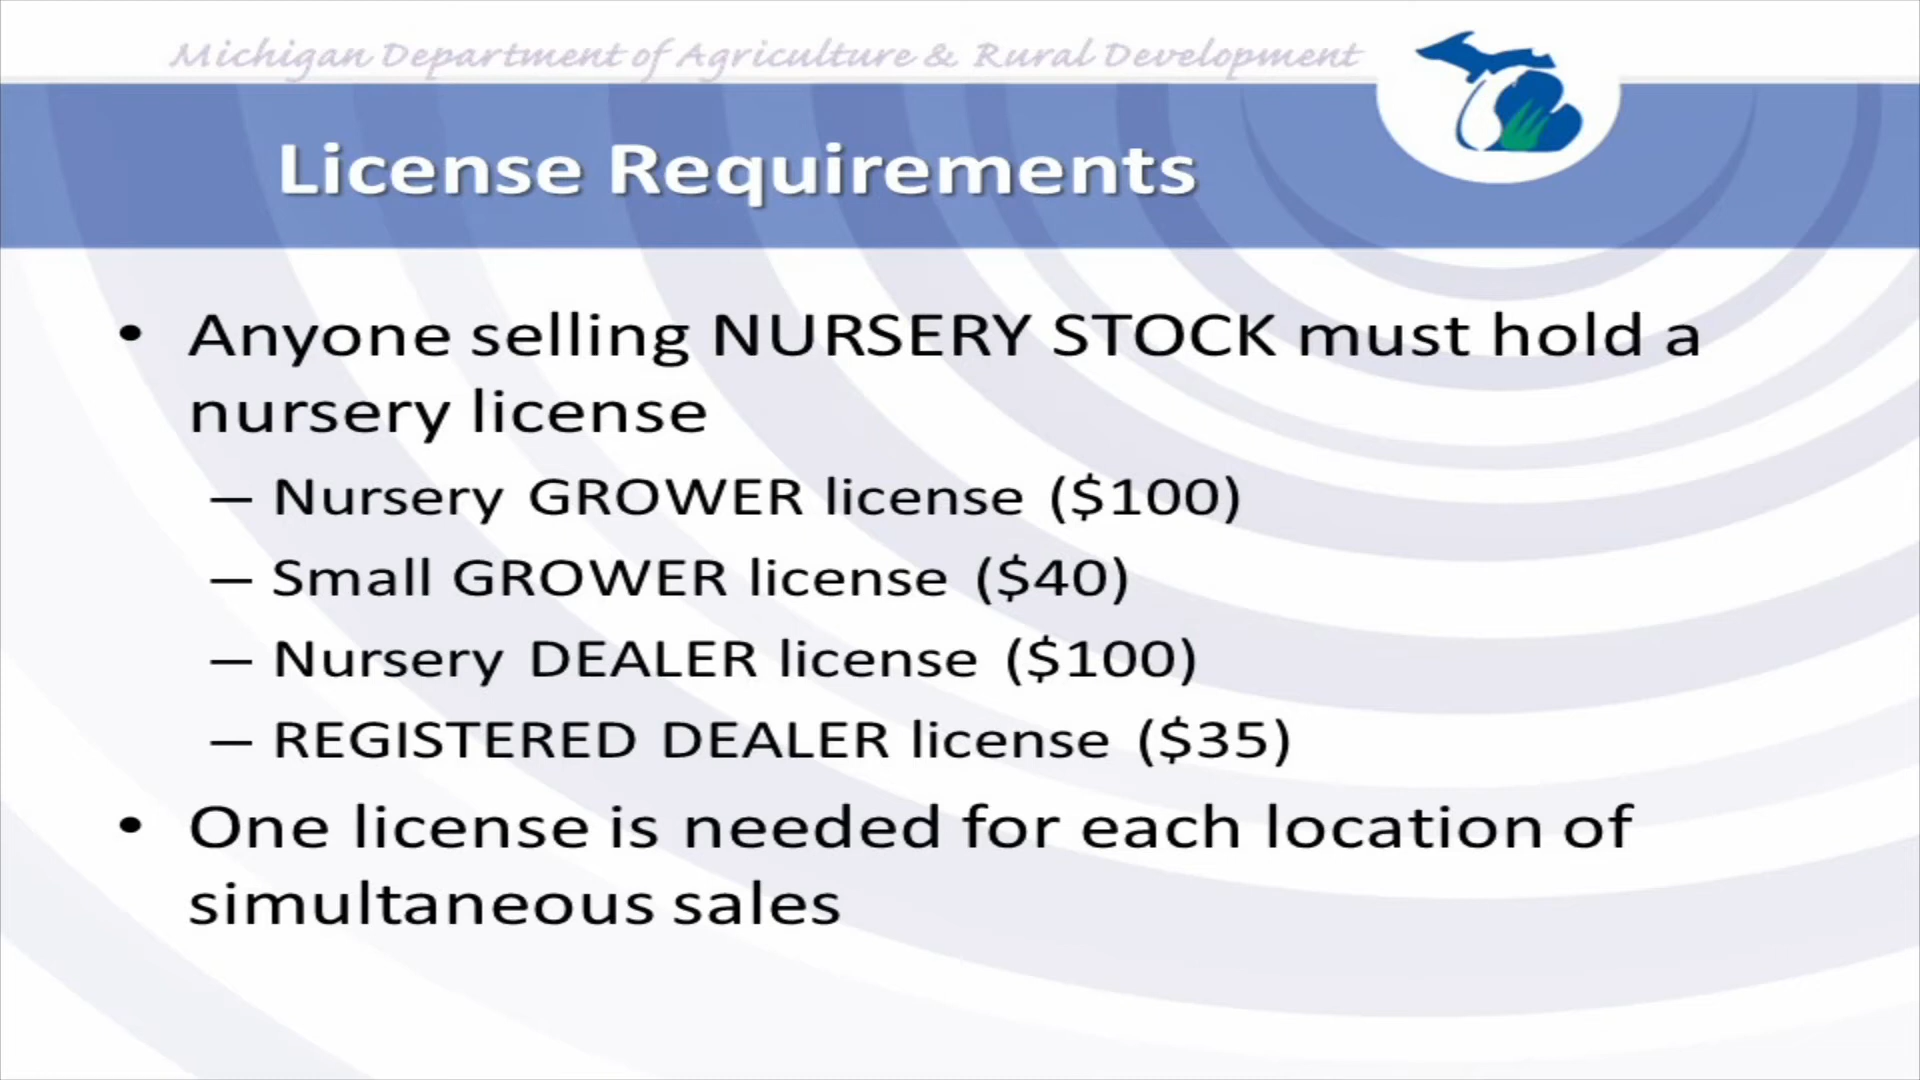 Michigan Department of Agriculture & Rural Development
License Requirements
• Anyone selling NURSERY STOCK must hold a
nursery license
– Nursery GROWER license ($100)
– Small GROWER license ($40)
– Nursery DEALER license ($100)
– REGISTERED DEALER license ($35)
• One license is needed for each location of
simultaneous sales